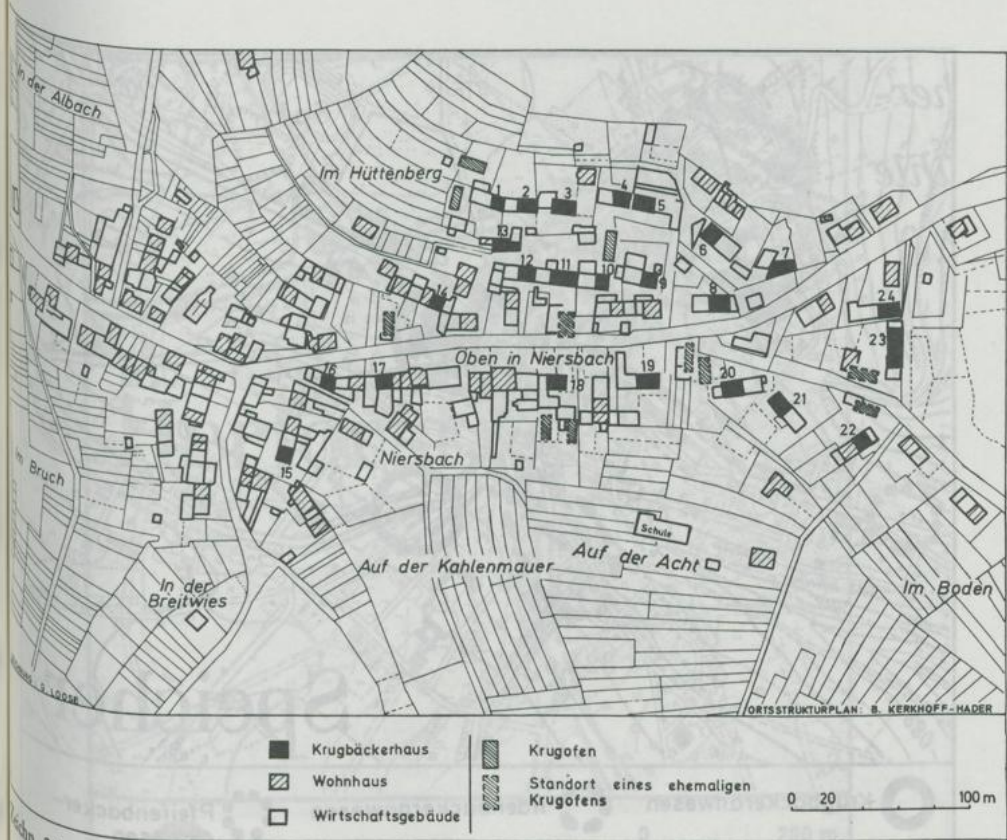 In der Albach
Im Hüttenberg
1 2 3 4 5
6
7
8
9
10
11
12
13
14
24
23
Oben in Niersbach
16
17
18
19
20
21
22
15
Niersbach
Im Bruch
Schule
Auf der Kahlenmauer
Auf der Acht
In der
Breitwies
Im Boden
G. LOOSE
ORTSSTRUKTURPLAN: B. KERKHOFF-HADER
Krugbäckerhaus
Wohnhaus
Wirtschaftsgebäude
Krugofen
Standort eines ehemaligen
Krugofens
0 20 100 m